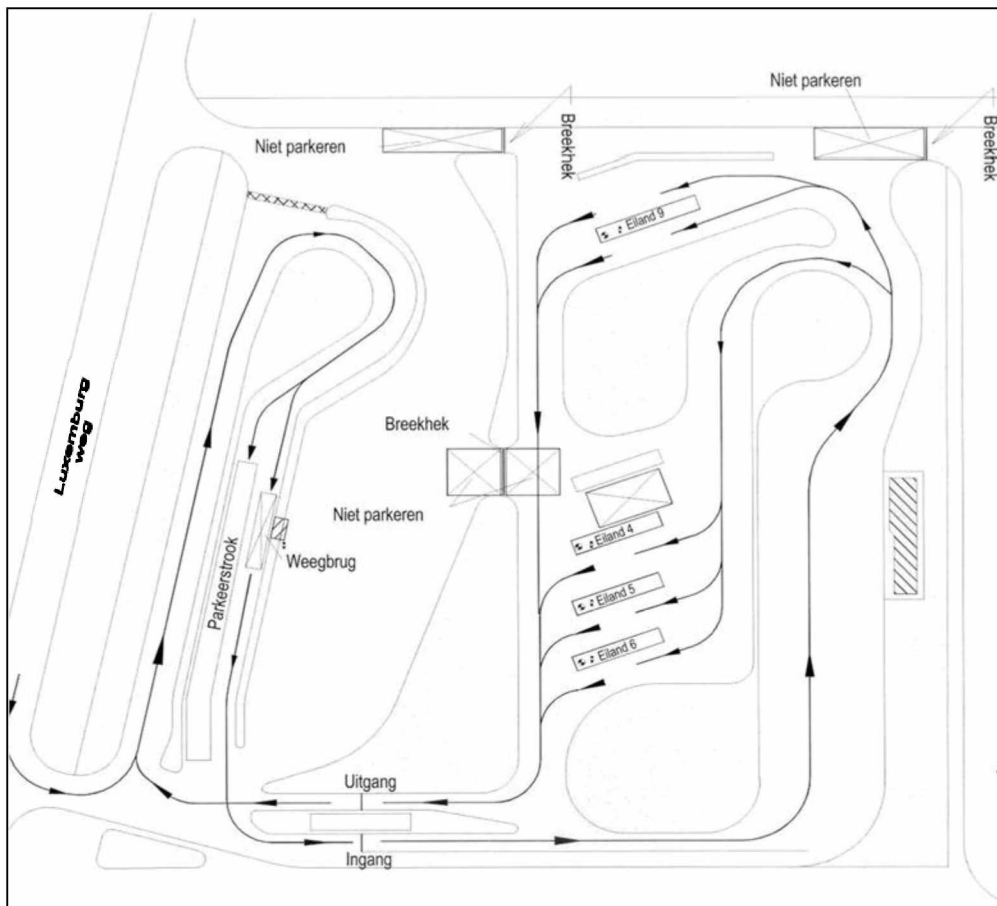 Niet parkeren
Breekhek
Niet parkeren
Breekhek
Eiland 9
Luxemburg
weg
Breekhek
Niet parkeren
Eiland 4
Weegbrug
Parkeerstrook
Eiland 5
Eiland 6
Uitgang
Ingang